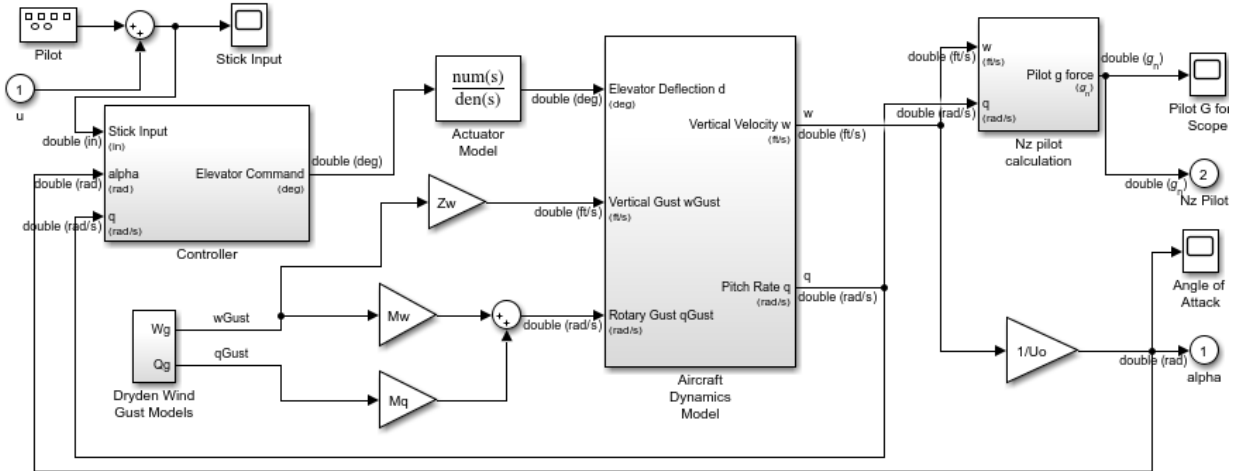 Pilot
+
+
Stick Input
1
u
Stick Input
(in)
double (in)
alpha
(rad)
double (rad)
q
(rad/s)
double (rad/s)
Elevator Command
(deg)
double (deg)
Controller
num(s)
den(s)
Actuator
Model
double (deg)
Zw
double (ft/s)
Wg
Qg
wGust
qGust
Dryden Wind
Gust Models
Mw
Mq
+
+
double (rad/s)
Elevator Deflection d
(deg)
Vertical Velocity w
(ft/s)
Vertical Gust wGust
(ft/s)
Pitch Rate q
(rad/s)
Rotary Gust qGust
(rad/s)
Aircraft
Dynamics
Model
w
double (ft/s)
q
double (rad/s)
double (ft/s)
w
(ft/s)
double (rad/s)
q
(rad/s)
Pilot g force
(gn)
Nz pilot
calculation
double (gn)
Pilot G for
Scope
double (gn)
2
Nz Pilot
Angle of
Attack
1/Uo
double (rad)
1
alpha